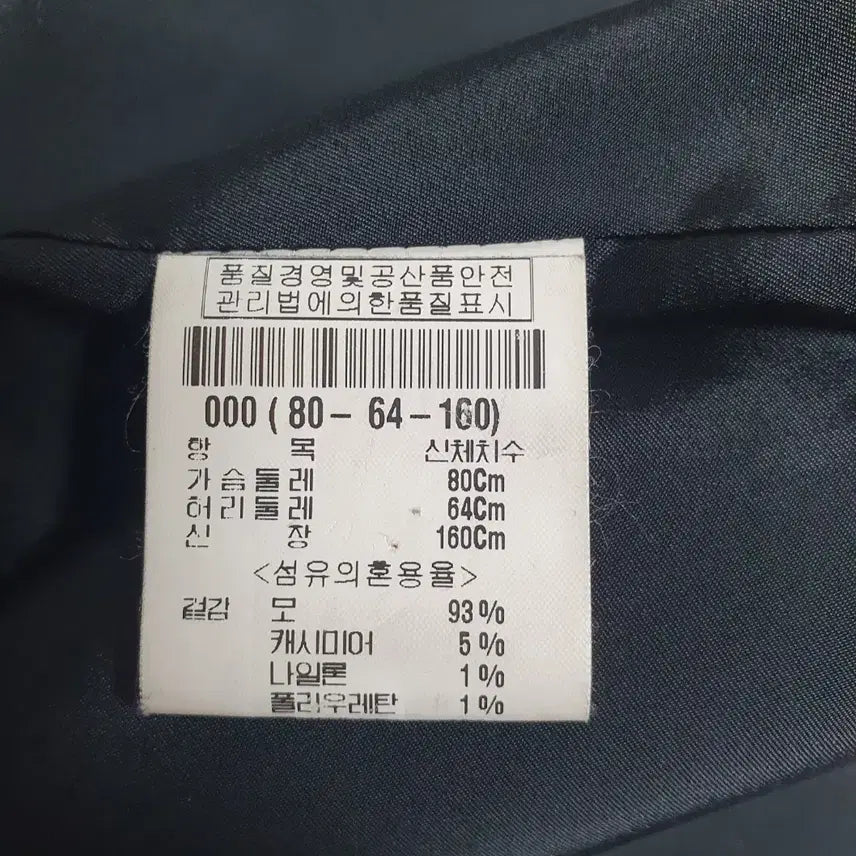 품질경영및공산품안전
관리법에의한품질표시
000 ( 80 - 64 - 160)
항 목 신체치수
가슴둘레 80Cm
허리둘레 64Cm
신 장 160Cm
<섬유의혼용율>
겉감 모 93%
캐시미어 5%
나일론 1%
폴리우레탄 1%